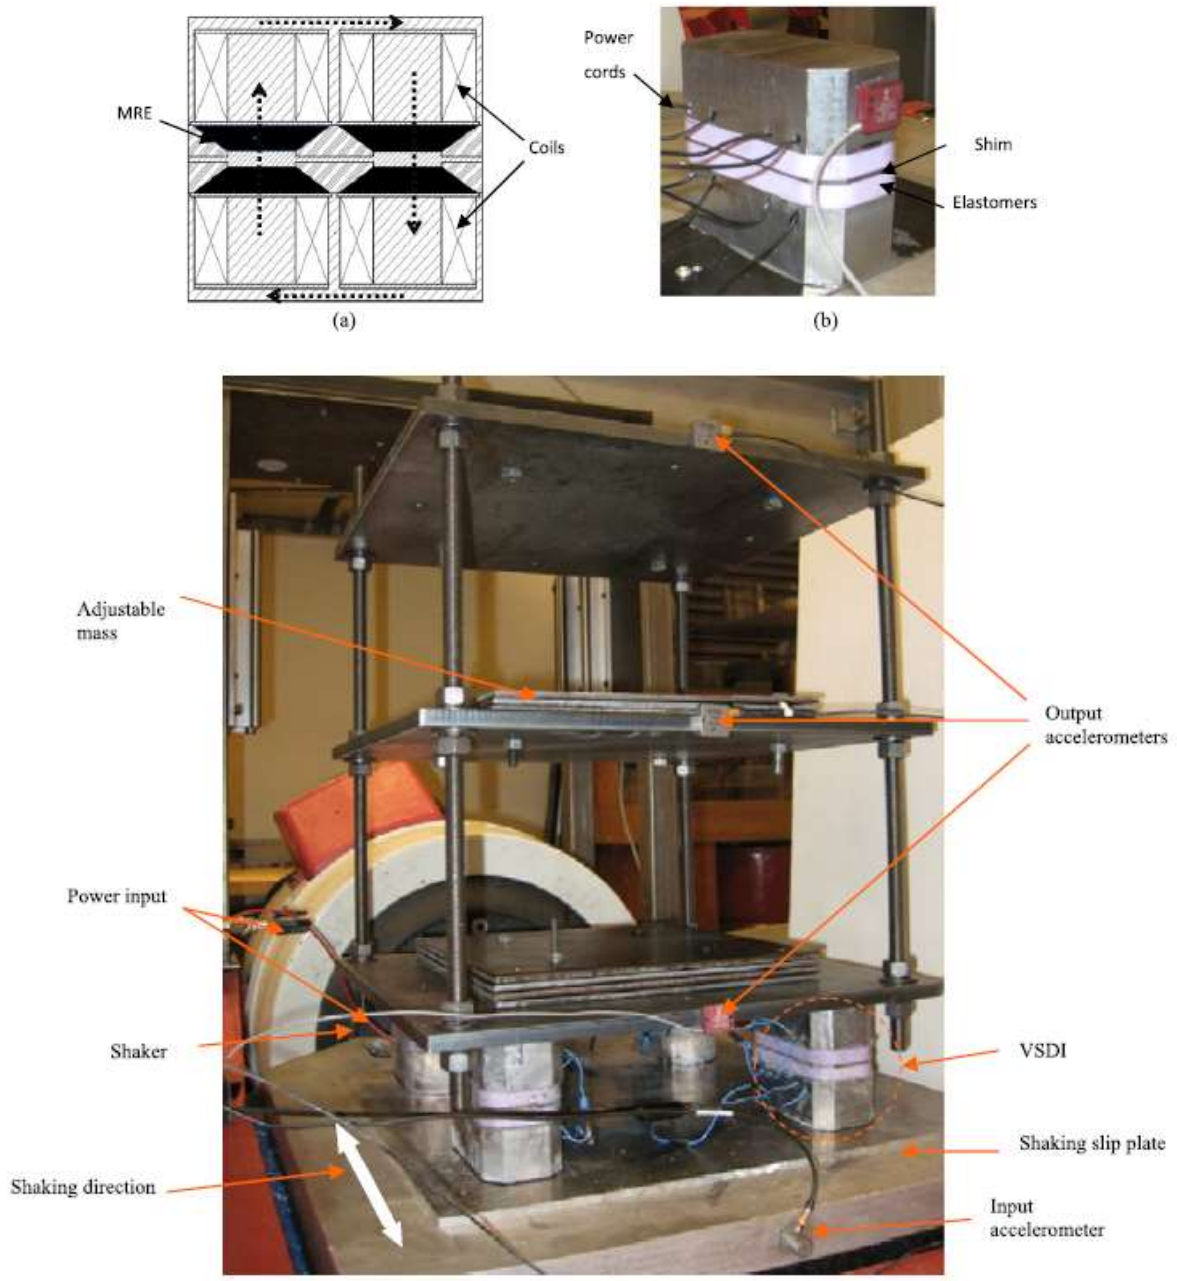 MRE
Coils
(a)
Power
cords
Shim
Elastomers
(b)
Adjustable
mass
Output
accelerometers
Power input
Shaker
VSDI
Shaking slip plate
Shaking direction
Input
accelerometer